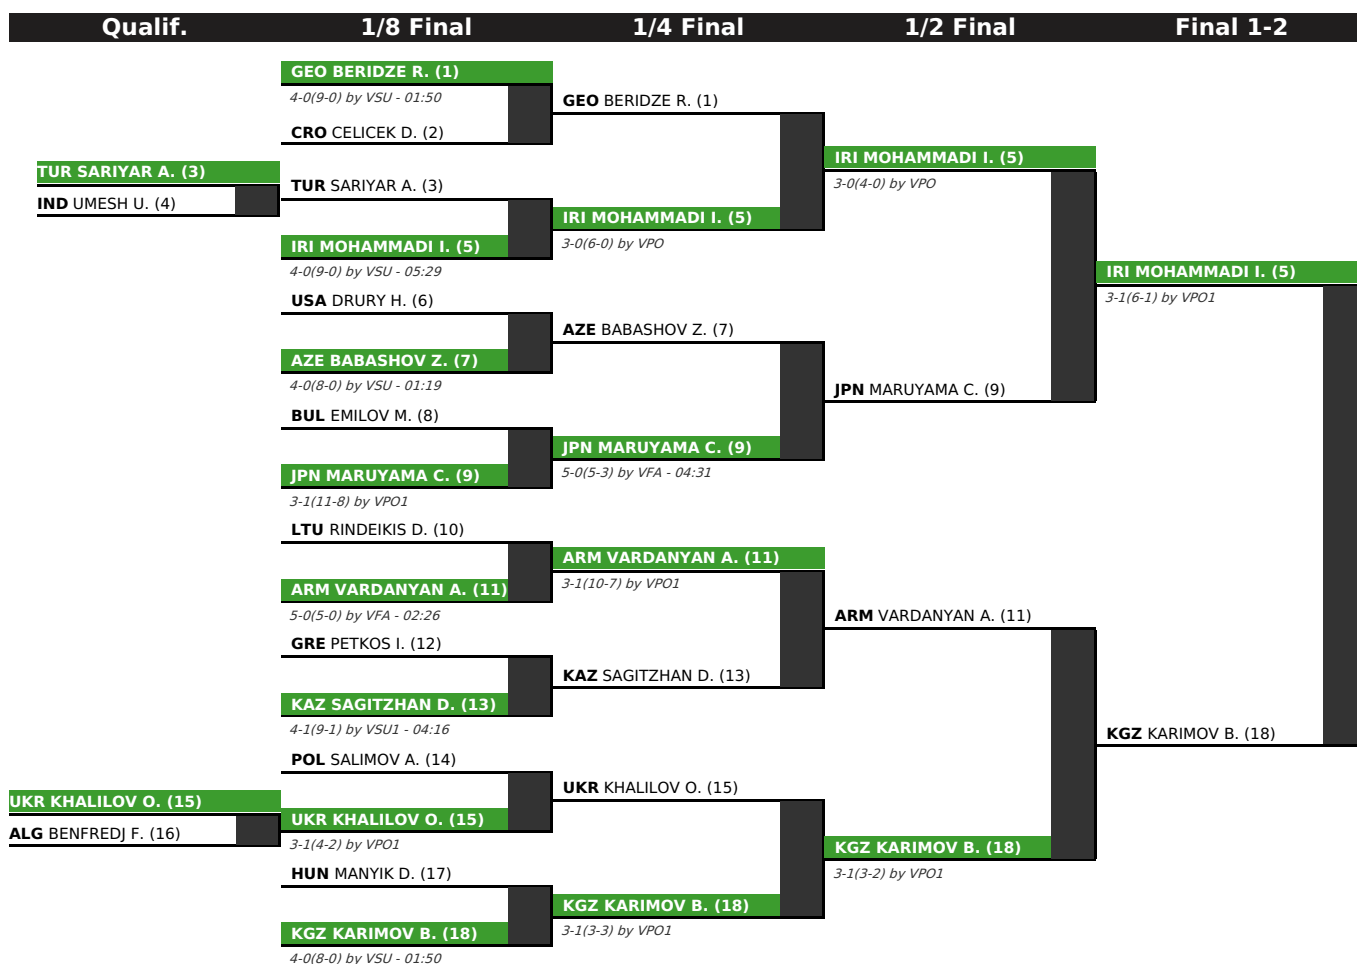 Qualif.
1/8 Final
1/4 Final
1/2 Final
Final 1-2
TUR SARIYAR A. (3)
IND UMESH U. (4)
UKR KHALILOV O. (15)
ALG BENFREDJ F. (16)
GEO BERIDZE R. (1)
4-0(9-0) by VSU - 01:50
CRO CELICEK D. (2)
TUR SARIYAR A. (3)
IRI MOHAMMADI I. (5)
4-0(9-0) by VSU - 05:29
USA DRURY H. (6)
AZE BABASHOV Z. (7)
4-0(8-0) by VSU - 01:19
BUL EMILOV M. (8)
JPN MARUYAMA C. (9)
3-1(11-8) by VPO1
LTU RINDEIKIS D. (10)
ARM VARDANYAN A. (11)
5-0(5-0) by VFA - 02:26
GRE PETKOS I. (12)
KAZ SAGITZHAN D. (13)
4-1(9-1) by VSU1 - 04:16
POL SALIMOV A. (14)
UKR KHALILOV O. (15)
3-1(4-2) by VPO1
HUN MANYIK D. (17)
KGZ KARIMOV B. (18)
4-0(8-0) by VSU - 01:50
GEO BERIDZE R. (1)
IRI MOHAMMADI I. (5)
3-0(6-0) by VPO
AZE BABASHOV Z. (7)
JPN MARUYAMA C. (9)
5-0(5-3) by VFA - 04:31
ARM VARDANYAN A. (11)
3-1(10-7) by VPO1
KAZ SAGITZHAN D. (13)
UKR KHALILOV O. (15)
KGZ KARIMOV B. (18)
3-1(3-3) by VPO1
IRI MOHAMMADI I. (5)
3-0(4-0) by VPO
JPN MARUYAMA C. (9)
ARM VARDANYAN A. (11)
KGZ KARIMOV B. (18)
3-1(3-2) by VPO1
IRI MOHAMMADI I. (5)
3-1(6-1) by VPO1
KGZ KARIMOV B. (18)